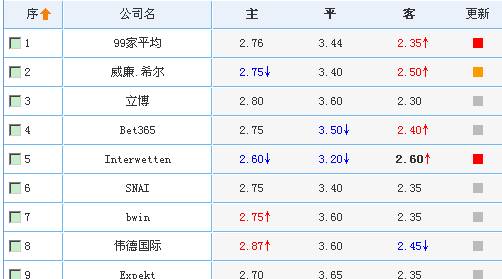 序 公司名 主 平 客 更新
1 99家平均 2.76 3.44 2.35↑
2 威廉.希尔 2.75↓ 3.40 2.50↑
3 立博 2.80 3.60 2.30
4 Bet365 2.75 3.50↓ 2.40↑
5 Interwetten 2.60↓ 3.20↓ 2.60↑
6 SNAI 2.75 3.40 2.35
7 bwin 2.75↑ 3.60 2.35
8 伟德国际 2.87↑ 3.60 2.45↓
9 Expekt 2.70 3.65 2.35